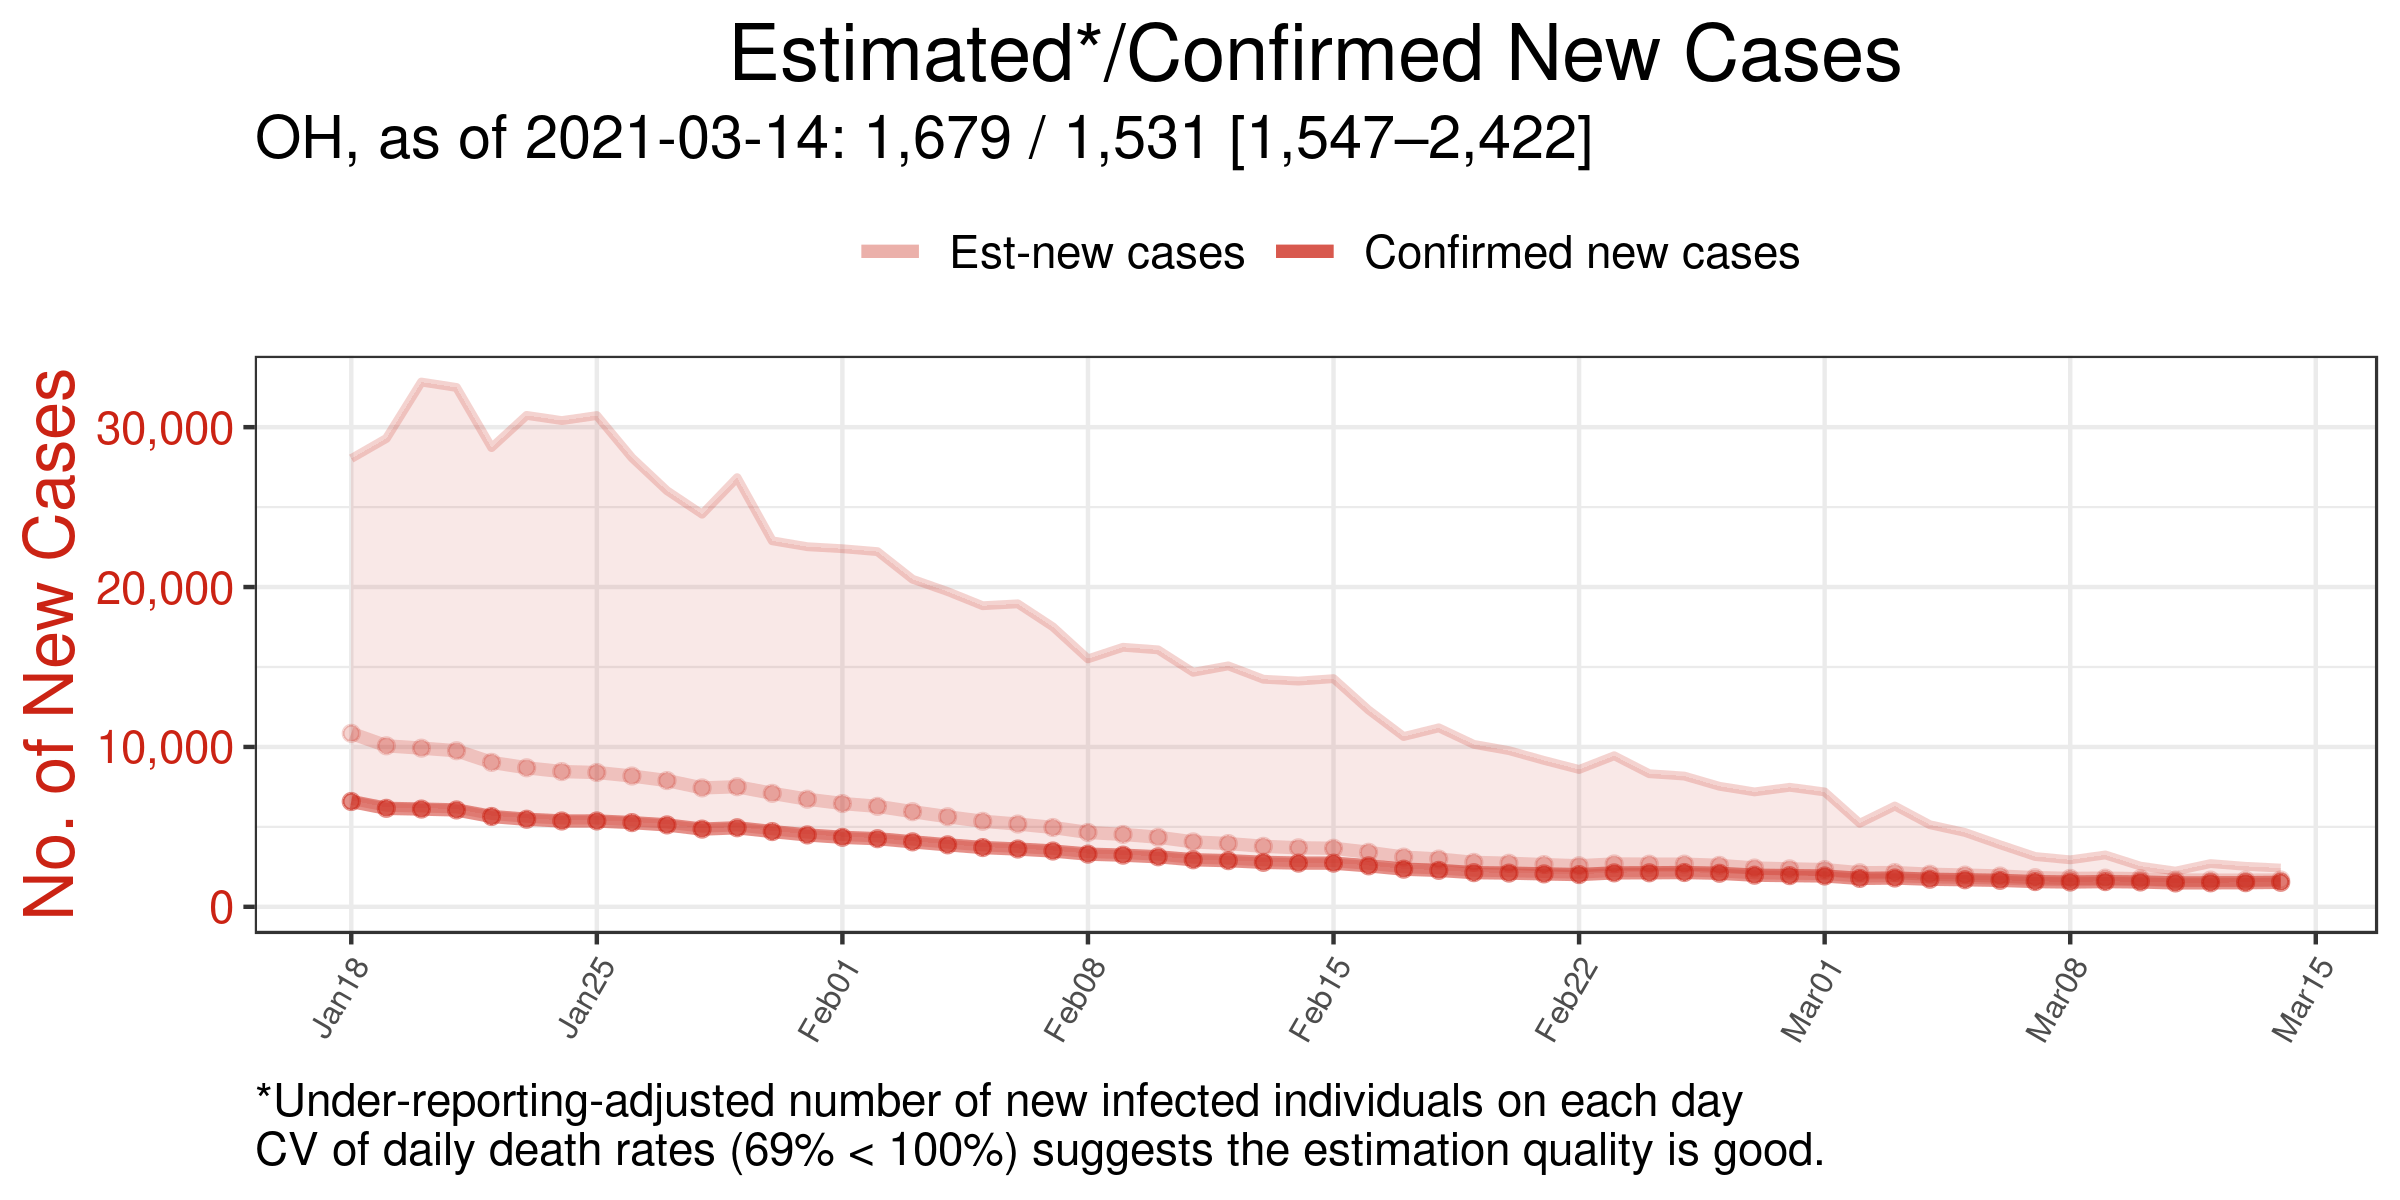 Estimated*/Confirmed New Cases
OH, as of 2021-03-14: 1,679 / 1,531 [1,547–2,422]
Est-new cases
Confirmed new cases
No. of New Cases
30,000
20,000
10,000
0
Jan18
Jan25
Feb01
Feb08
Feb15
Feb22
Mar01
Mar08
Mar15
*Under-reporting-adjusted number of new infected individuals on each day
CV of daily death rates (69% < 100%) suggests the estimation quality is good.